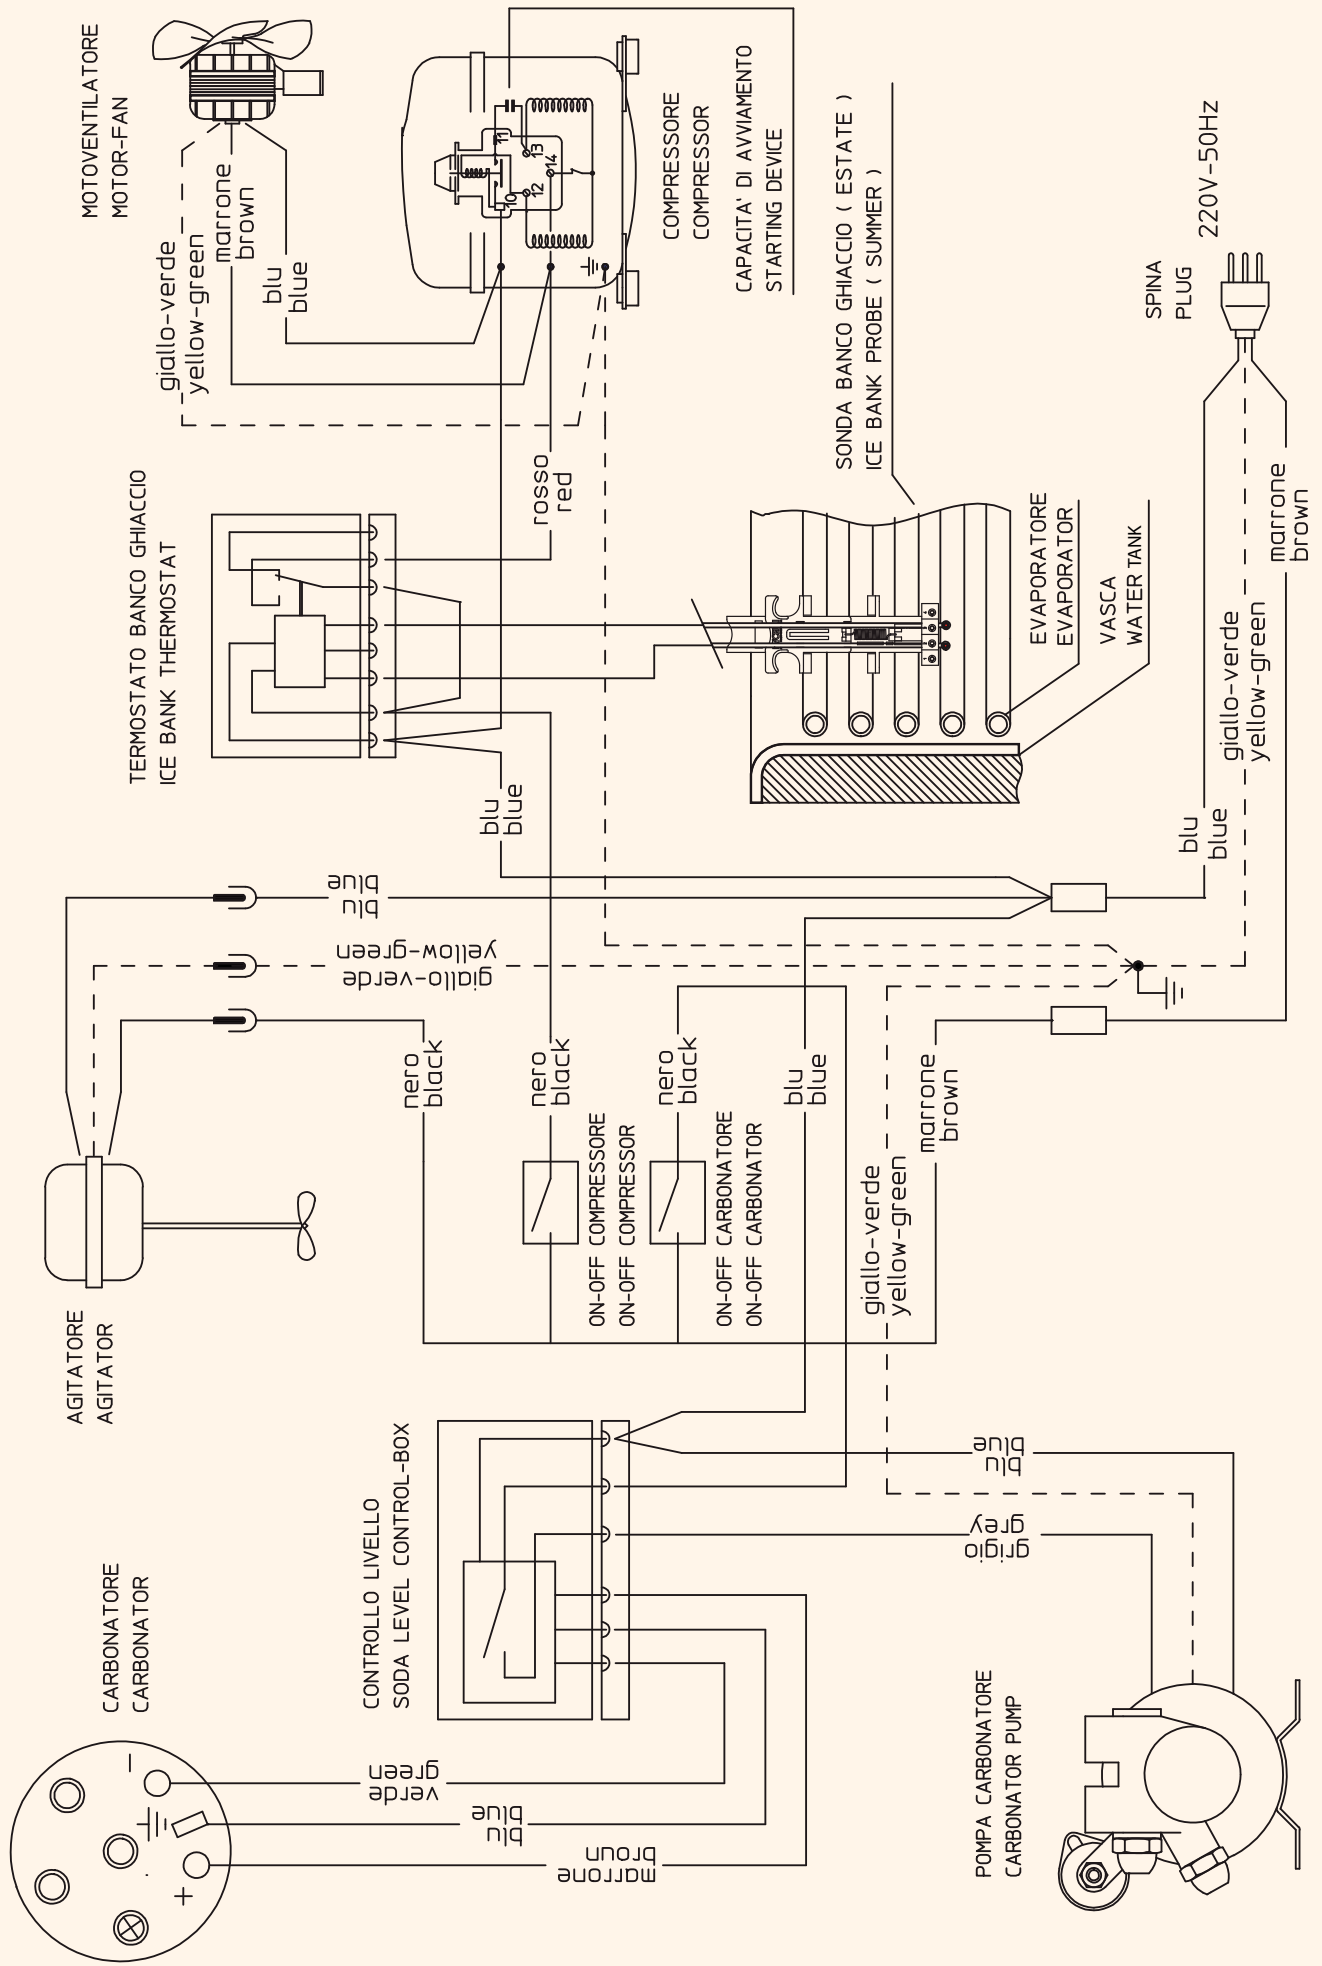 MOTOVENTILATORE
MOTOR-FAN
giallo-verde
yellow-green
marrone
brown
blu
blue
11
13
14
12
10
COMPRESSORE
COMPRESSOR
CAPACITA' DI AVVIAMENTO
STARTING DEVICE
SONDA BANCO GHIACCIO ( ESTATE )
ICE BANK PROBE ( SUMMER )
220V-50Hz
SPINA
PLUG
TERMOSTATO BANCO GHIACCIO
ICE BANK THERMOSTAT
rosso
red
EVAPORATORE
EVAPORATOR
VASCA
WATER TANK
marrone
brown
giallo-verde
yellow-green
blu
blue
blu
blue
blu
blue
giallo-verde
yellow-green
AGITATORE
AGITATOR
nero
black
nero
black
nero
black
blu
blue
marrone
brown
ON-OFF COMPRESSORE
ON-OFF COMPRESSOR
ON-OFF CARBONATORE
ON-OFF CARBONATOR
giallo-verde
yellow-green
CARBONATORE
CARBONATOR
CONTROLLO LIVELLO
SODA LEVEL CONTROL-BOX
blu
blue
grigio
grey
verde
green
blu
blue
marrone
broun
-
+
POMPA CARBONATORE
CARBONATOR PUMP